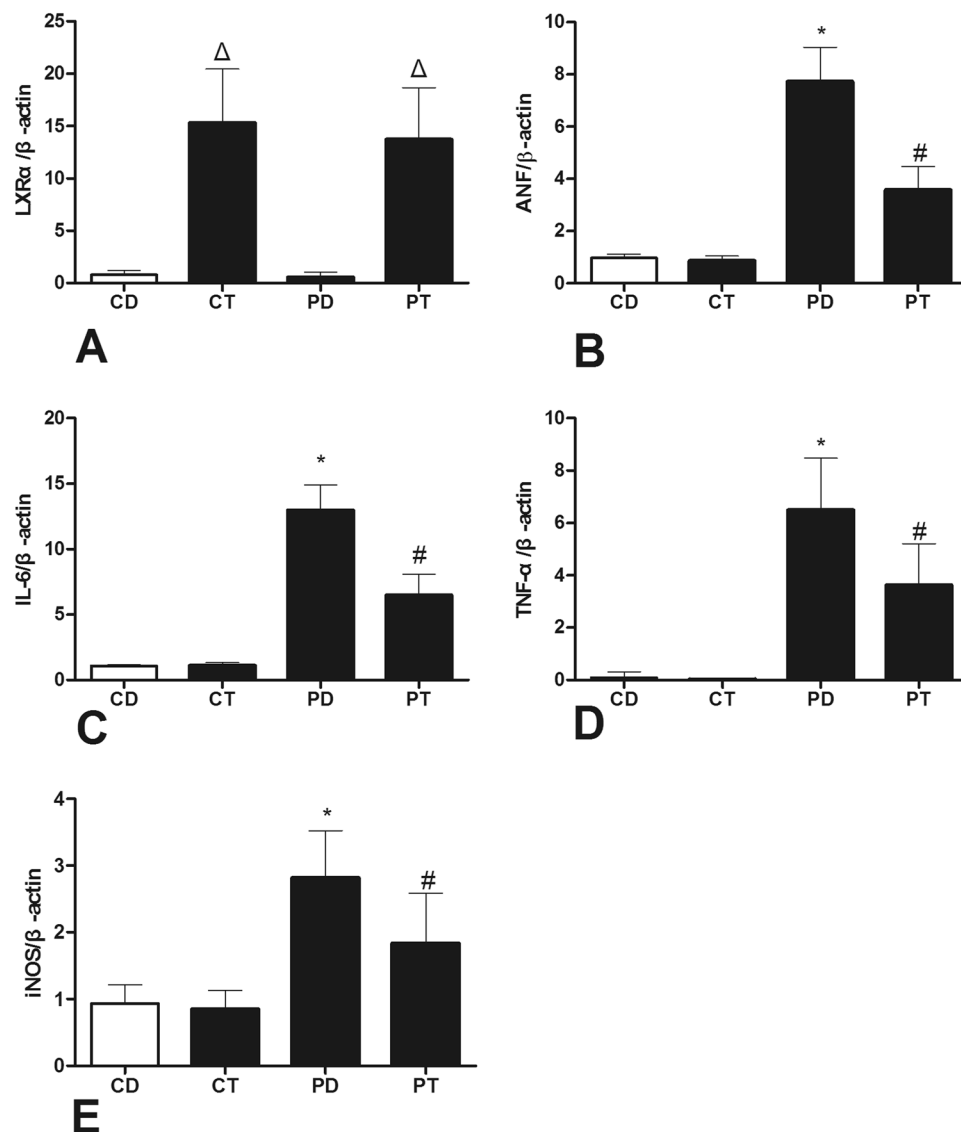 25
20
15
10
5
0
LXRα /β -actin
Δ
Δ
CD CT PD PT
A
10
8
6
4
2
0
ANF/β-actin
*
#
CD CT PD PT
B
20
15
10
5
0
IL-6/β -actin
*
#
CD CT PD PT
C
10
8
6
4
2
0
TNF-α /β -actin
*
#
CD CT PD PT
D
4
3
2
1
0
iNOS/β -actin
*
#
CD CT PD PT
E